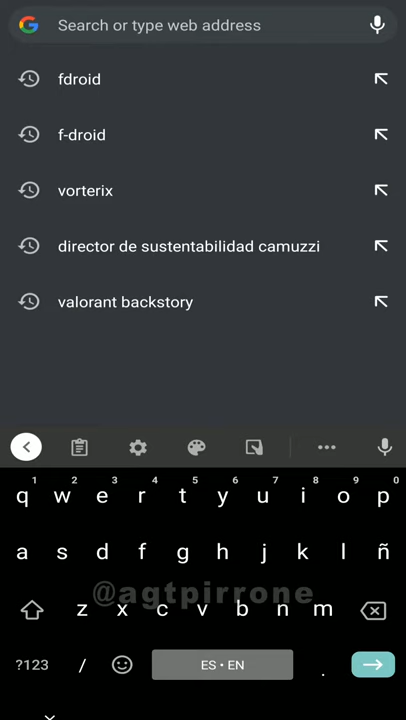 Search or type web address
fdroid
f-droid
vorterix
director de sustentabilidad camuzzi
valorant backstory
1 2 3 4 5 6 7 8 9 0
q w e r t y u i o p
a s d f g h j k l ñ
@agtpirrone
z x c v b n m
?123 / ES • EN .